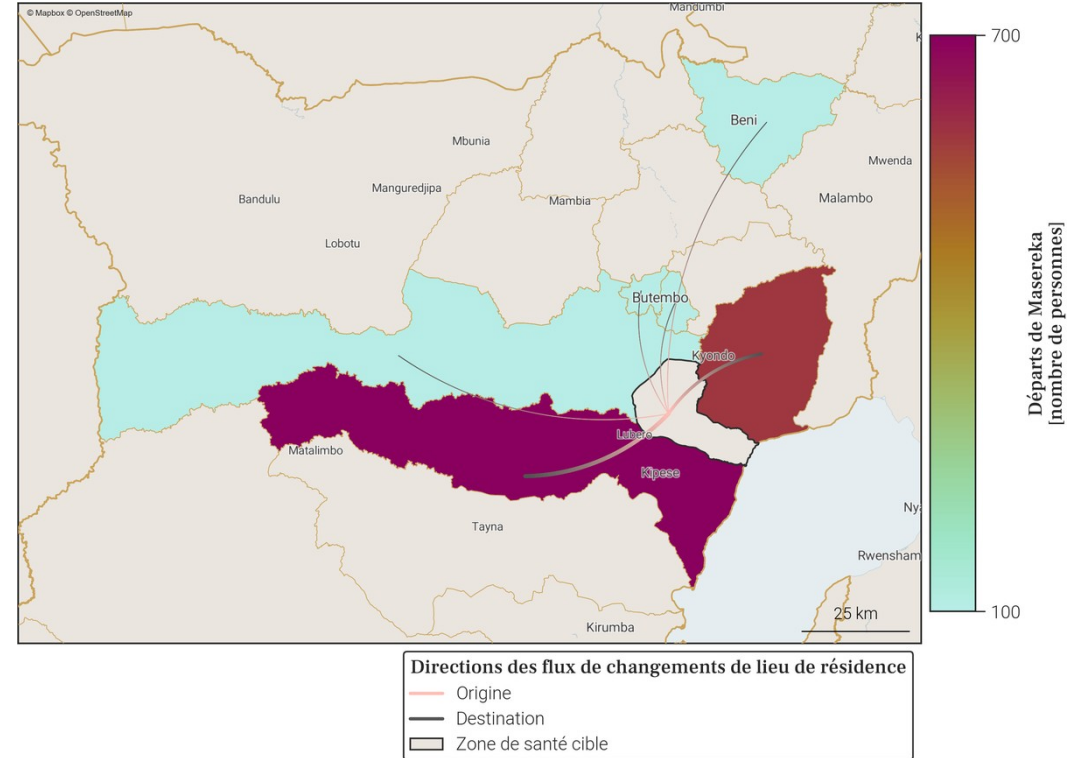 © Mapbox © OpenStreetMap
Mandumbi
Beni
Mbunia
Mwenda
Manguredjipa
Bandulu
Mambia
Malambo
Lobotu
Butembo
Kyondo
Lubero
Matalimbo
Kipese
Tayna
Rwensham
Kirumba
25 km
700
100
Départs de Masereka
[nombre de personnes]
Directions des flux de changements de lieu de résidence
Origine
Destination
Zone de santé cible